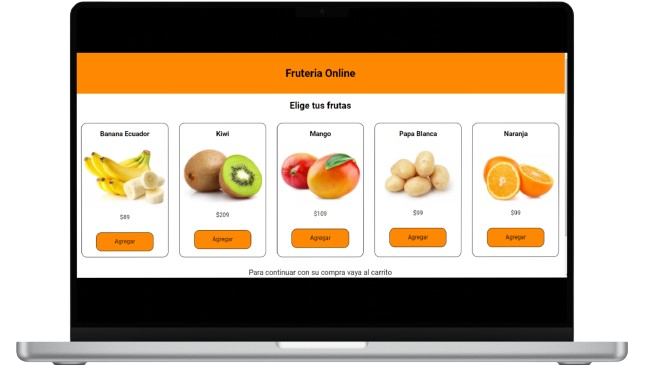 Fruteria Online
Elige tus frutas
Banana Ecuador
Kiwi
Mango
Papa Blanca
Naranja
$89
$209
$109
$99
$99
Agregar
Agregar
Agregar
Agregar
Agregar
Para continuar con su compra vaya al carrito